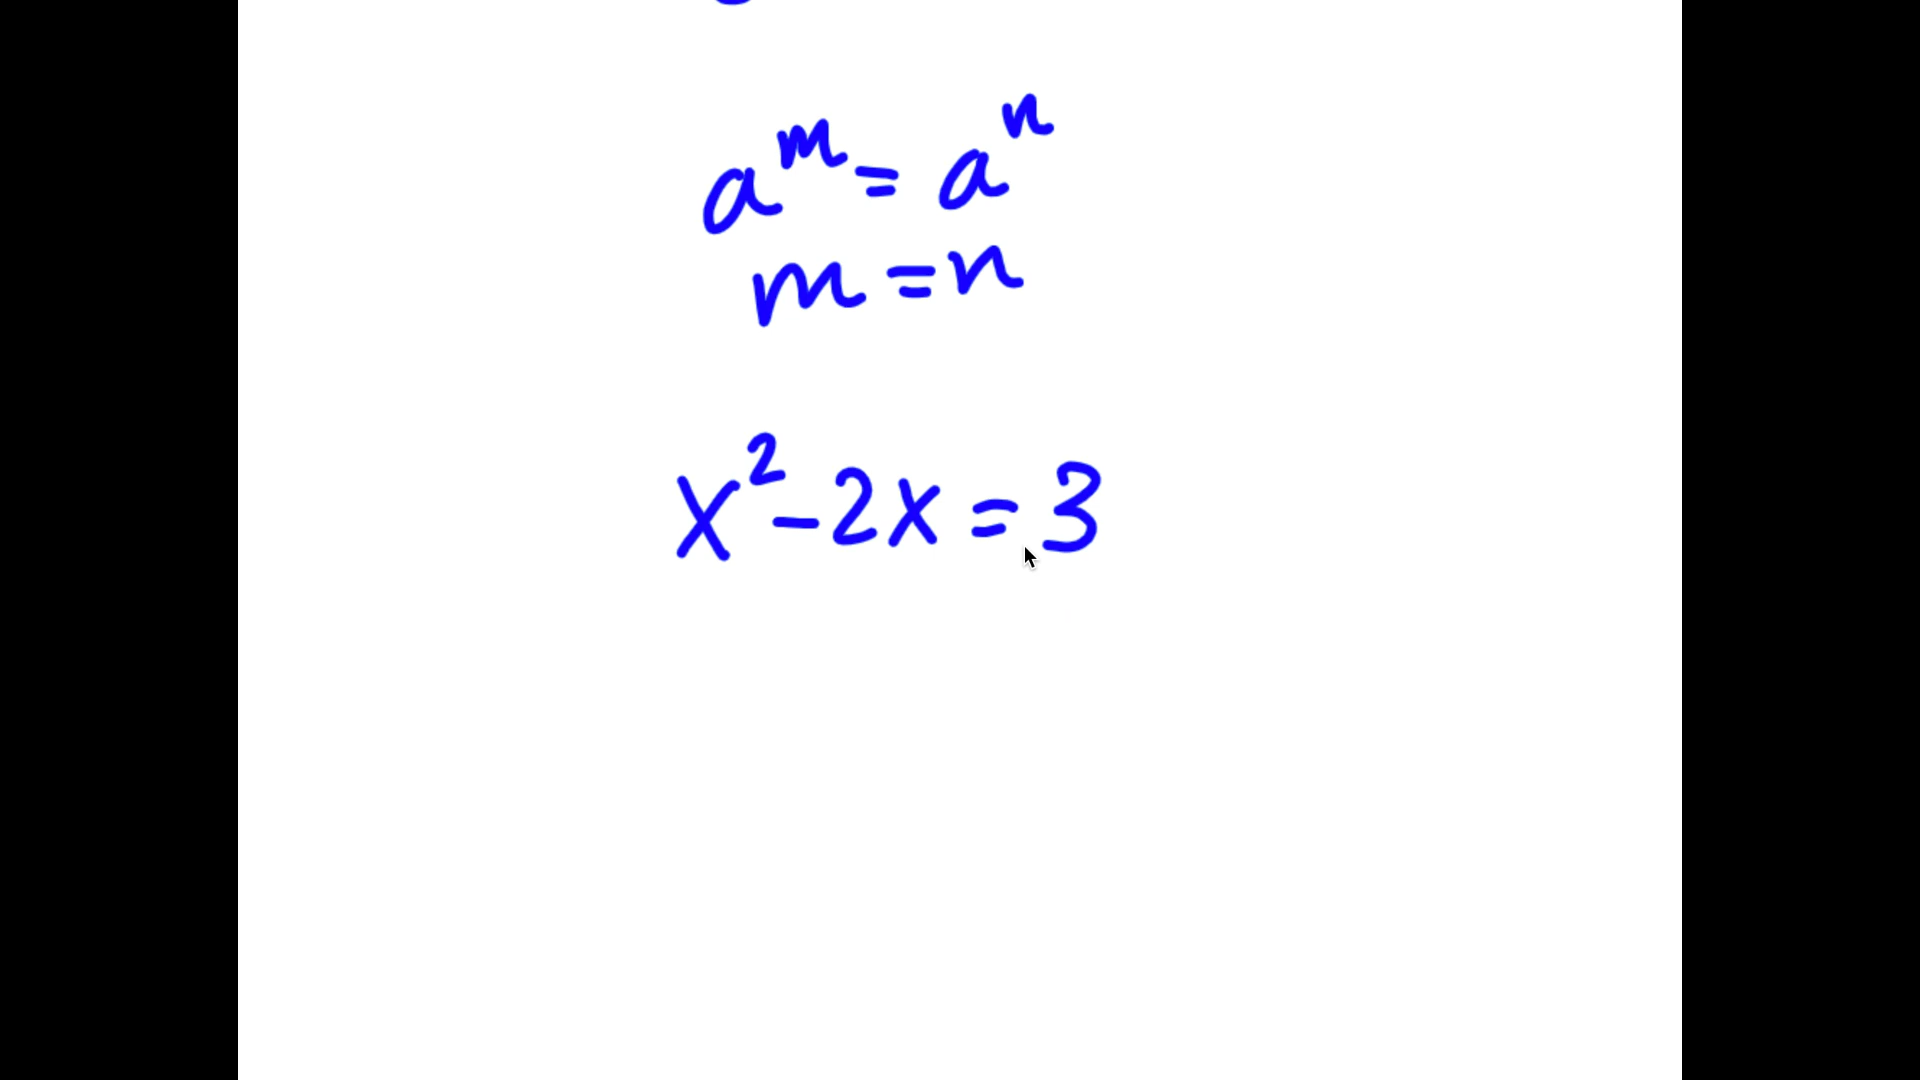 a^m = a^n
m = n
x^2 - 2x = 3